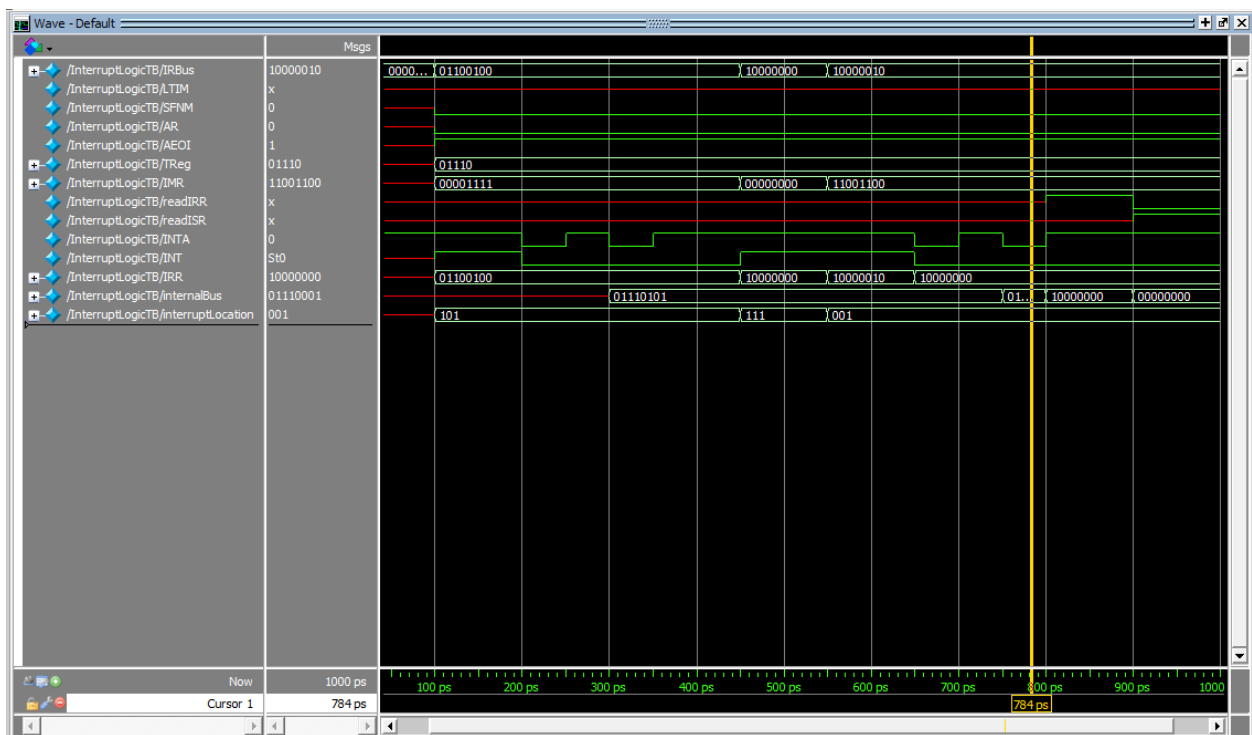 Wave - Default
Msgs
/InterruptLogicTB/IRBus 10000010 0000... 01100100 10000000 10000010
/InterruptLogicTB/LTIM x
/InterruptLogicTB/SFNM 0
/InterruptLogicTB/AR 0
/InterruptLogicTB/AEOI 1
/InterruptLogicTB/TReg 01110 01110
/InterruptLogicTB/IMR 11001100 00001111 00000000 11001100
/InterruptLogicTB/readIRR x
/InterruptLogicTB/readISR x
/InterruptLogicTB/INTA 0
/InterruptLogicTB/INT St0
/InterruptLogicTB/IRR 10000000 01100100 10000000 10000010 10000000
/InterruptLogicTB/internalBus 01110001 01110101 01... 10000000 00000000
/InterruptLogicTB/interruptLocation 001 101 111 001
Now 1000 ps 100 ps 200 ps 300 ps 400 ps 500 ps 600 ps 700 ps 800 ps 900 ps 1000
Cursor 1 784 ps 784 ps